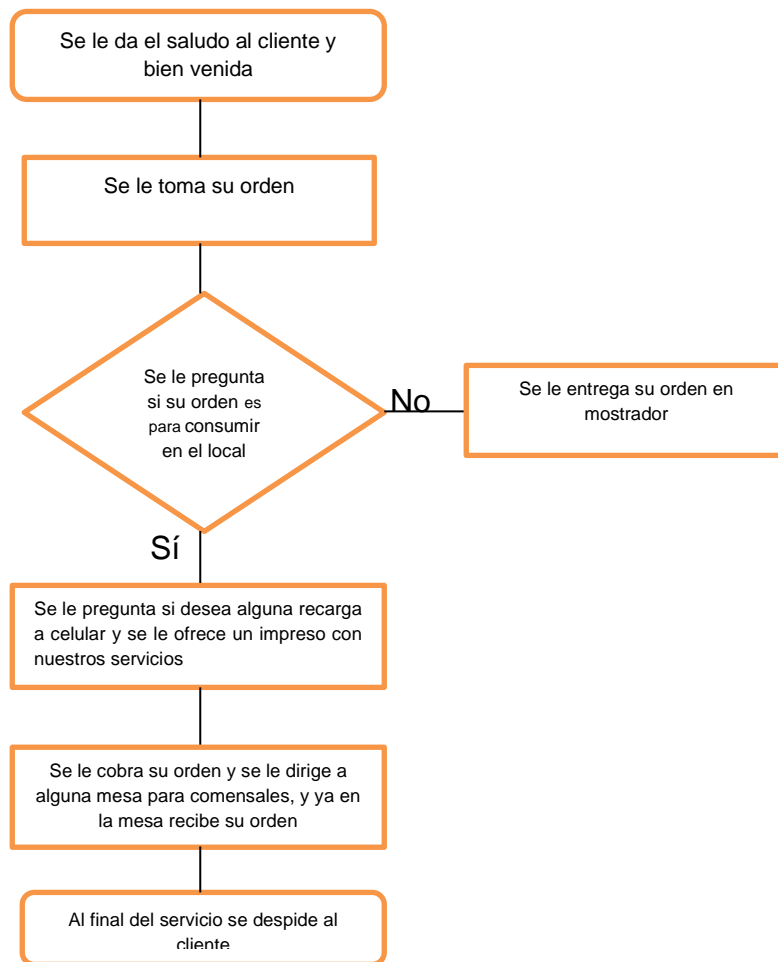 Se le da el saludo al cliente y
bien venida
Se le toma su orden
Se le pregunta
si su orden es
para consumir
en el local
No
Se le entrega su orden en
mostrador
Sí
Se le pregunta si desea alguna recarga
a celular y se le ofrece un impreso con
nuestros servicios
Se le cobra su orden y se le dirige a
alguna mesa para comensales, y ya en
la mesa recibe su orden
Al final del servicio se despide al
cliente